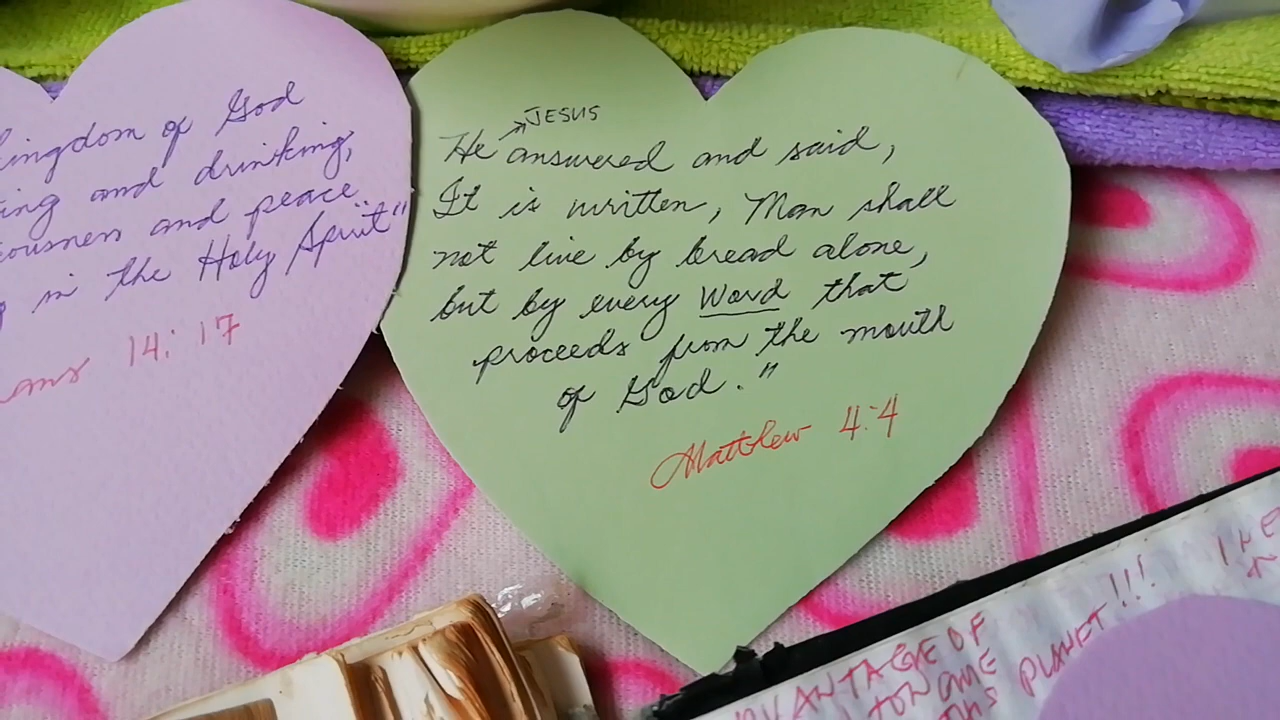 ingdom of God
ing and drinking,
ousness and peace
in the Holy Spirit"
ans 14:17
JESUS
He answered and said,
It is written, Man shall
not live by bread alone,
but by every Word that
proceeds from the mouth
of God."
Matthew 4:4
PLANET!!!